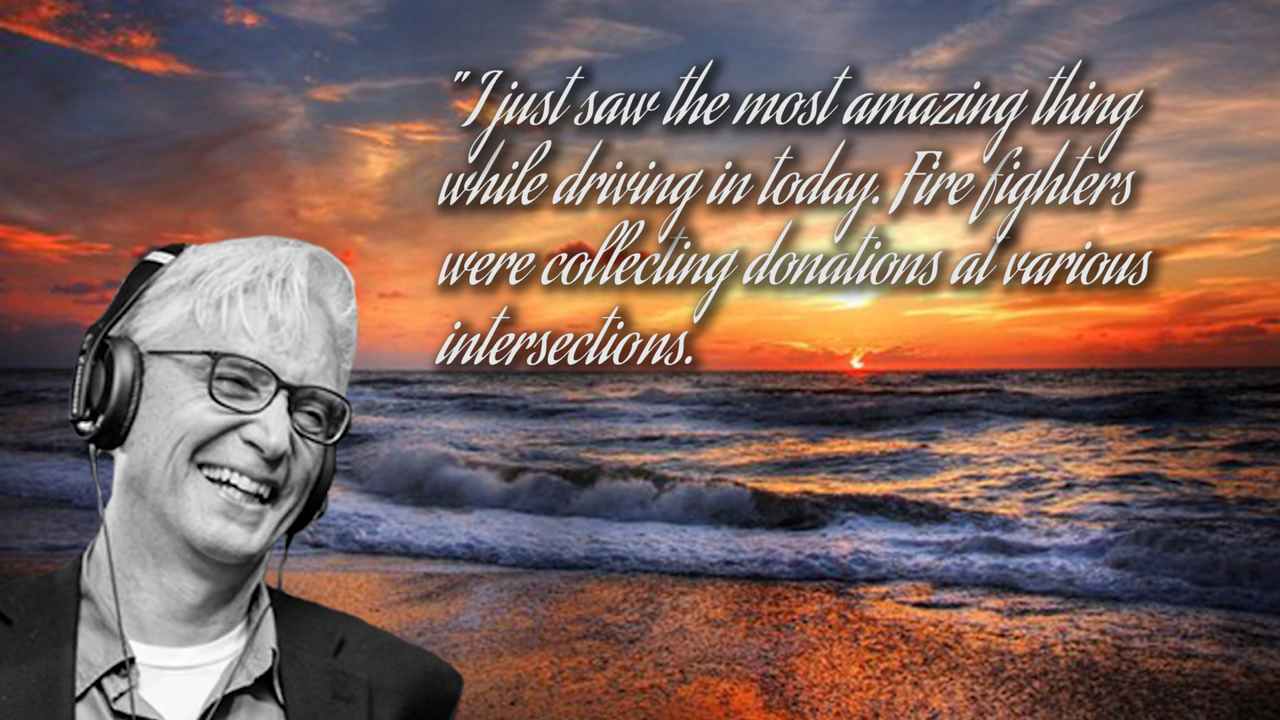 "I just saw the most amazing thing
while driving in today. Fire fighters
were collecting donations at various
intersections.